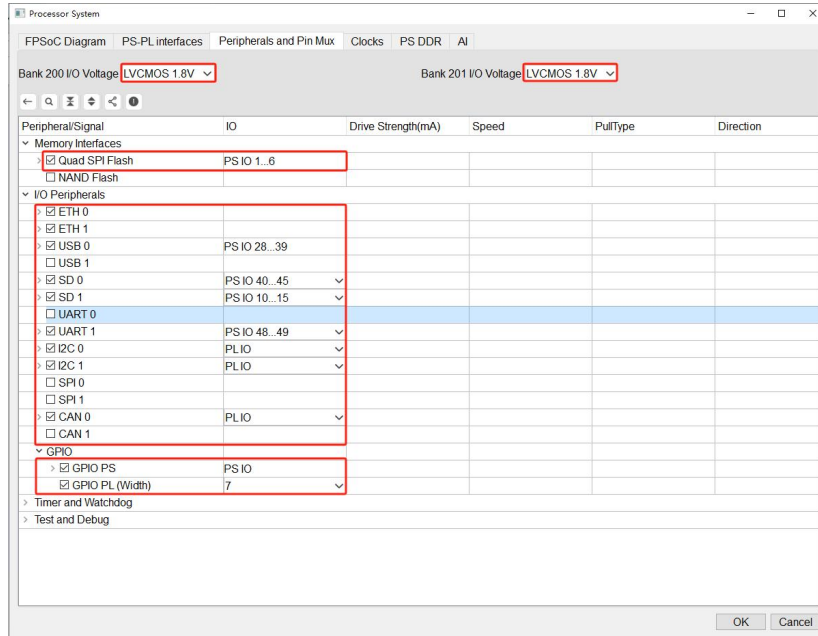 Processor System
FPSoC Diagram PS-PL interfaces Peripherals and Pin Mux Clocks PS DDR AI
Bank 200 I/O Voltage LVCMOS 1.8V Bank 201 I/O Voltage LVCMOS 1.8V
Peripheral/Signal IO Drive Strength(mA) Speed PullType Direction
Memory Interfaces
Quad SPI Flash PS IO 1...6
NAND Flash
I/O Peripherals
ETH 0
ETH 1
USB 0 PS IO 28...39
USB 1
SD 0 PS IO 40...45
SD 1 PS IO 10...15
UART 0
UART 1 PS IO 48...49
I2C 0 PL IO
I2C 1 PL IO
SPI 0
SPI 1
CAN 0 PL IO
CAN 1
GPIO
GPIO PS PS IO
GPIO PL (Width) 7
Timer and Watchdog
Test and Debug
OK Cancel